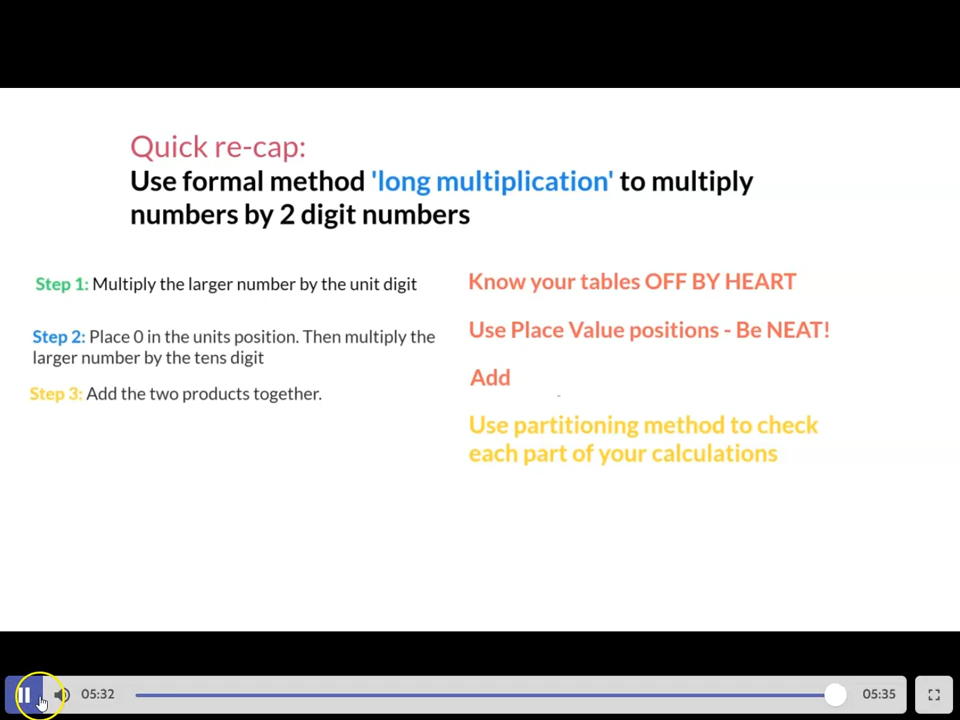 Quick re-cap:
Use formal method 'long multiplication' to multiply
numbers by 2 digit numbers
Step 1: Multiply the larger number by the unit digit
Step 2: Place 0 in the units position. Then multiply the
larger number by the tens digit
Step 3: Add the two products together.
Know your tables OFF BY HEART
Use Place Value positions - Be NEAT!
Add
Use partitioning method to check
each part of your calculations
05:32
05:35